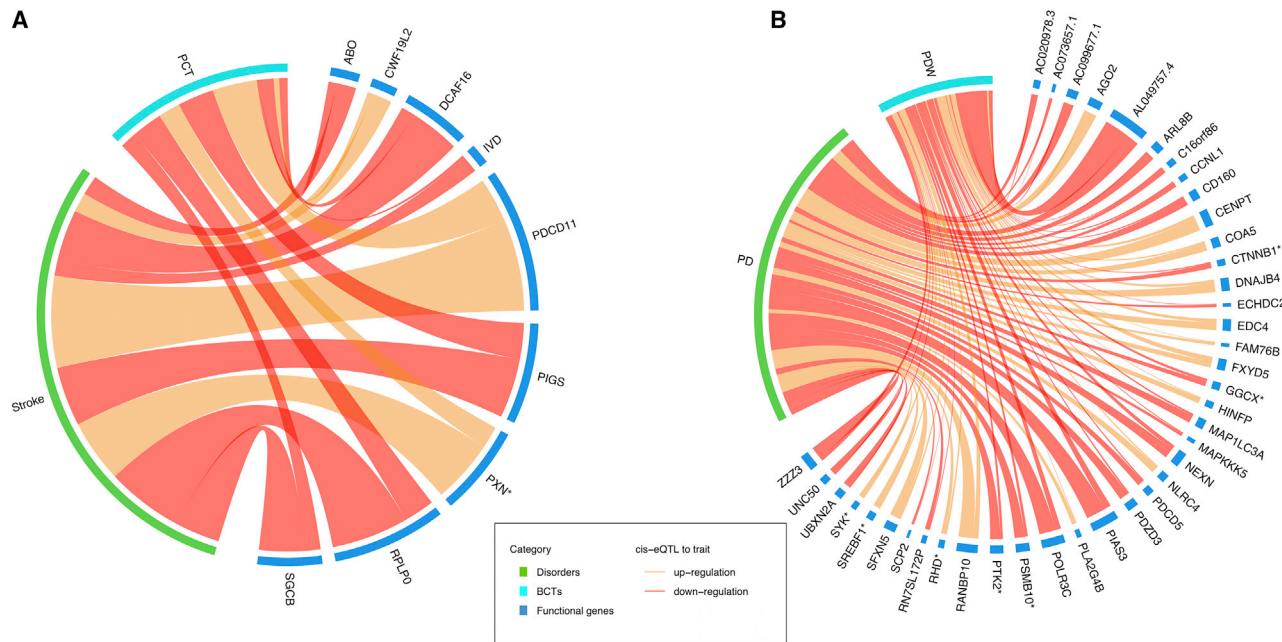 A
PCT
ABO
CWF19L2
DCAF16
IVD
PDCD11
PIGS
PXN*
RPLP0
SGCB
Stroke
B
PDW
AC020978.3
AC073657.1
AC099677.1
AGO2
AL049757.4
ARL8B
C16orf86
CCNL1
CD160
CENPT
COA5
CTNNB1*
DNAJB4
ECHDC2
EDC4
FAM76B
FXYD5
GGCX*
HINFP
MAP1LC3A
MAPKKK5
NEXN
NLRC4
PDCD5
PDZD3
PIAS3
PLA2G4B
POLR3C
PSMB10*
PTK2*
RANBP10
RHD*
RN7SL172P
SCP2
SFXN5
SREBF1*
SYK*
UBXN2A
UNC50
ZZZ3
PD
Category
Disorders
BCTs
Functional genes
cis−eQTL to trait
up−regulation
down−regulation